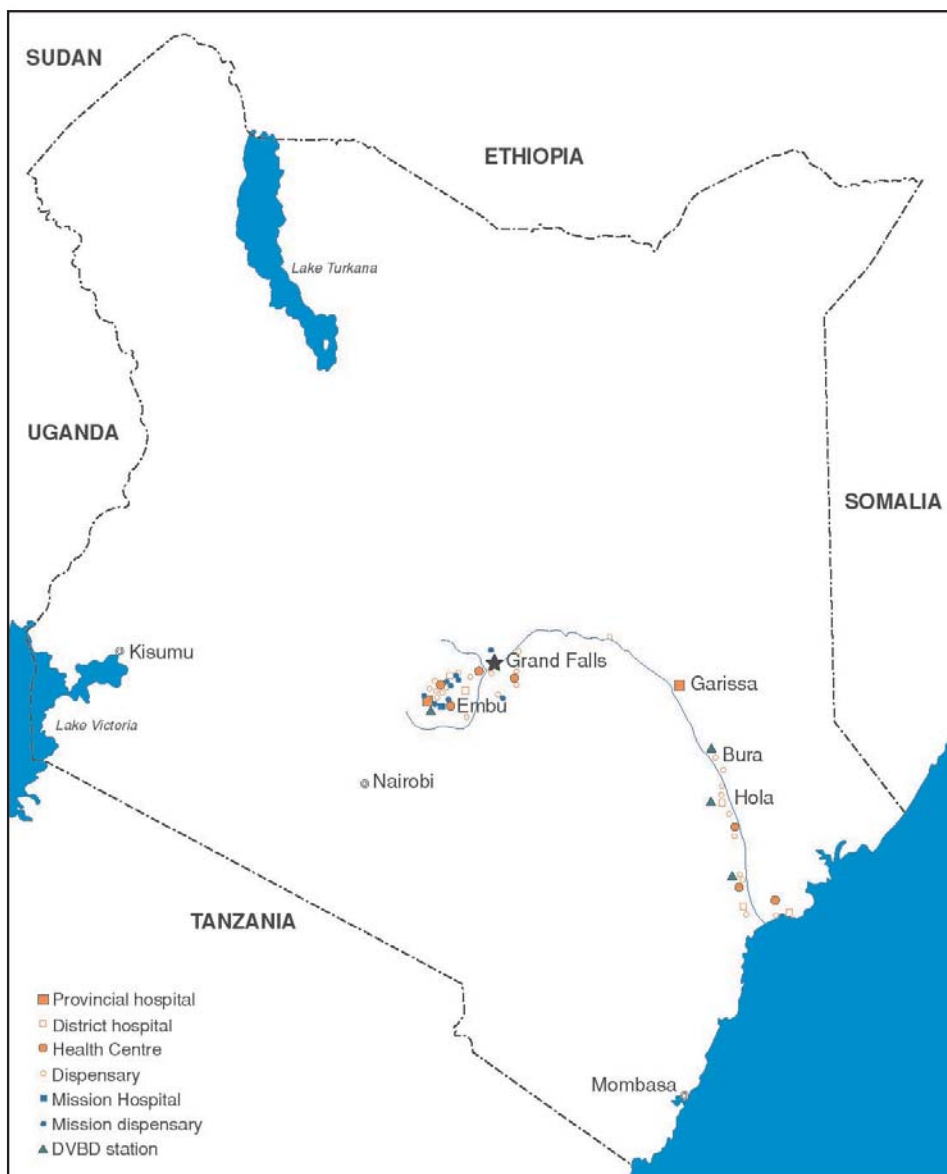 SUDAN
ETHIOPIA
Lake Turkana
UGANDA
SOMALIA
Kisumu
Grand Falls
Garissa
Embu
Lake Victoria
Bura
Nairobi
Hola
TANZANIA
Provincial hospital
District hospital
Health Centre
Dispensary
Mission Hospital
Mission dispensary
DVBD station
Mombasa